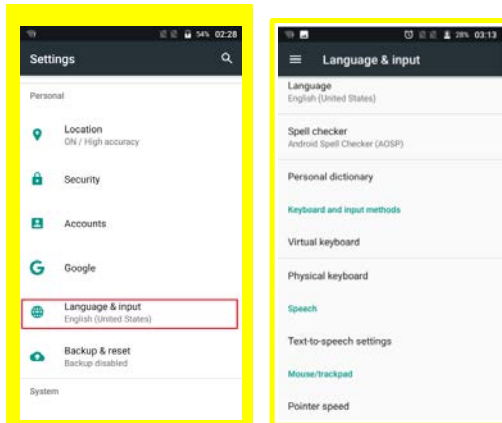 54% 02:28
Settings
Personal
Location
ON / High accuracy
Security
Accounts
Google
Language & input
English (United States)
Backup & reset
Backup disabled
System
28% 03:13
Language & input
Language
English (United States)
Spell checker
Android Spell Checker (AOSP)
Personal dictionary
Keyboard and input methods
Virtual keyboard
Physical keyboard
Speech
Text-to-speech settings
Mouse/trackpad
Pointer speed